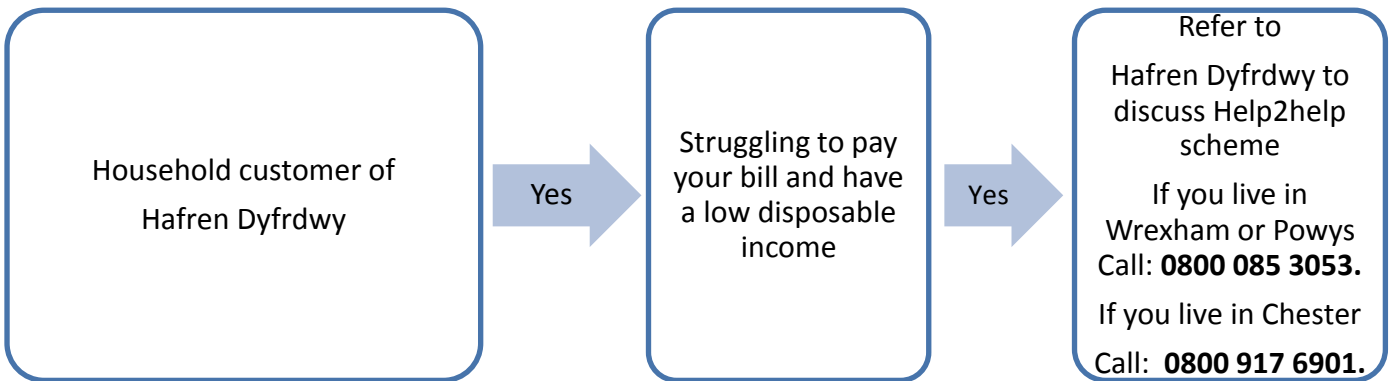 Household customer of
Hafren Dyfrdwy
Yes
Struggling to pay
your bill and have
a low disposable
income
Yes
Refer to
Hafren Dyfrdwy to
discuss Help2help
scheme
If you live in
Wrexham or Powys
Call: 0800 085 3053.
If you live in Chester
Call: 0800 917 6901.